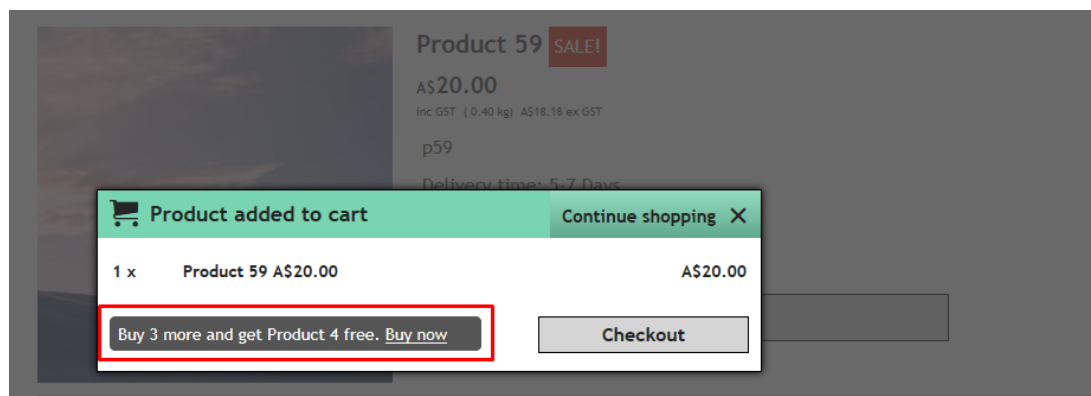 Product 59 SALE!
A$20.00
inc GST ( 0.40 kg) A$18.18 ex GST
p59
Delivery time: 5-7 Days
Product added to cart Continue shopping ✕
1 x Product 59 A$20.00 A$20.00
Buy 3 more and get Product 4 free. Buy now Checkout